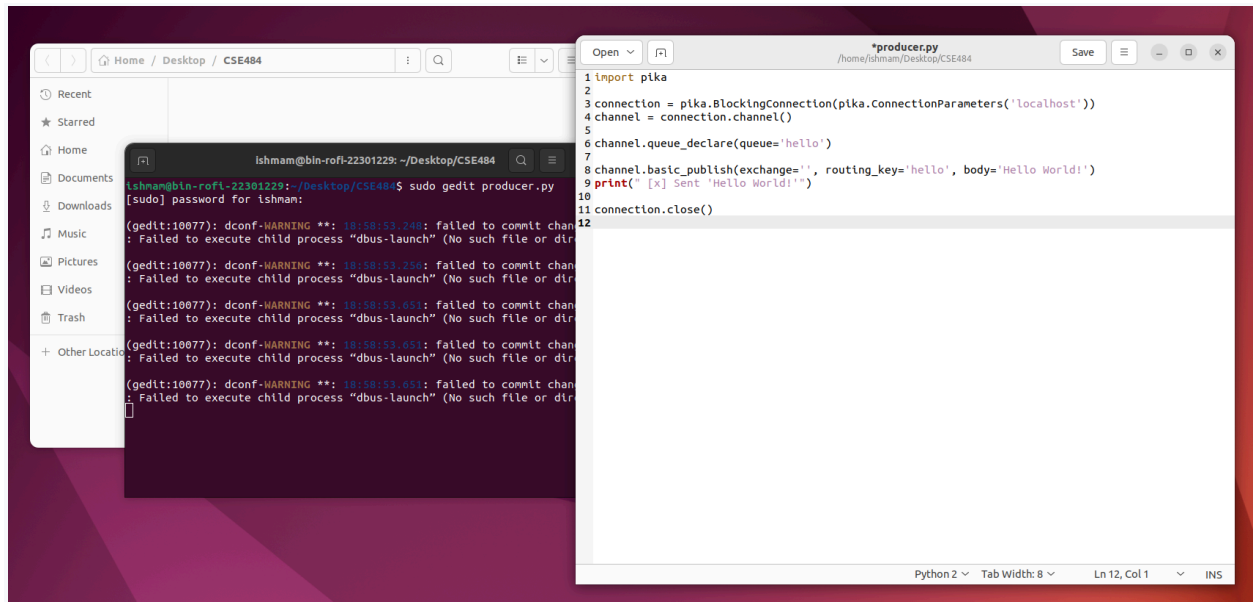 Home / Desktop / CSE484
Recent
Starred
Home
Documents
Downloads
Music
Pictures
Videos
Trash
+ Other Locatio
ishmam@bin-rofi-22301229: ~/Desktop/CSE484
ishmam@bin-rofi-22301229:~/Desktop/CSE484$ sudo gedit producer.py
[sudo] password for ishmam:
(gedit:10077): dconf-WARNING **: 18:58:53.248: failed to commit chan
: Failed to execute child process “dbus-launch” (No such file or dir
(gedit:10077): dconf-WARNING **: 18:58:53.256: failed to commit chan
: Failed to execute child process “dbus-launch” (No such file or dir
(gedit:10077): dconf-WARNING **: 18:58:53.651: failed to commit chan
: Failed to execute child process “dbus-launch” (No such file or dir
(gedit:10077): dconf-WARNING **: 18:58:53.651: failed to commit chan
: Failed to execute child process “dbus-launch” (No such file or dir
(gedit:10077): dconf-WARNING **: 18:58:53.651: failed to commit chan
: Failed to execute child process “dbus-launch” (No such file or dir
Open
*producer.py
/home/ishmam/Desktop/CSE484
Save
1 import pika
2
3 connection = pika.BlockingConnection(pika.ConnectionParameters('localhost'))
4 channel = connection.channel()
5
6 channel.queue_declare(queue='hello')
7
8 channel.basic_publish(exchange='', routing_key='hello', body='Hello World!')
9 print(" [x] Sent 'Hello World!'")
10
11 connection.close()
12
Python 2 Tab Width: 8 Ln 12, Col 1 INS